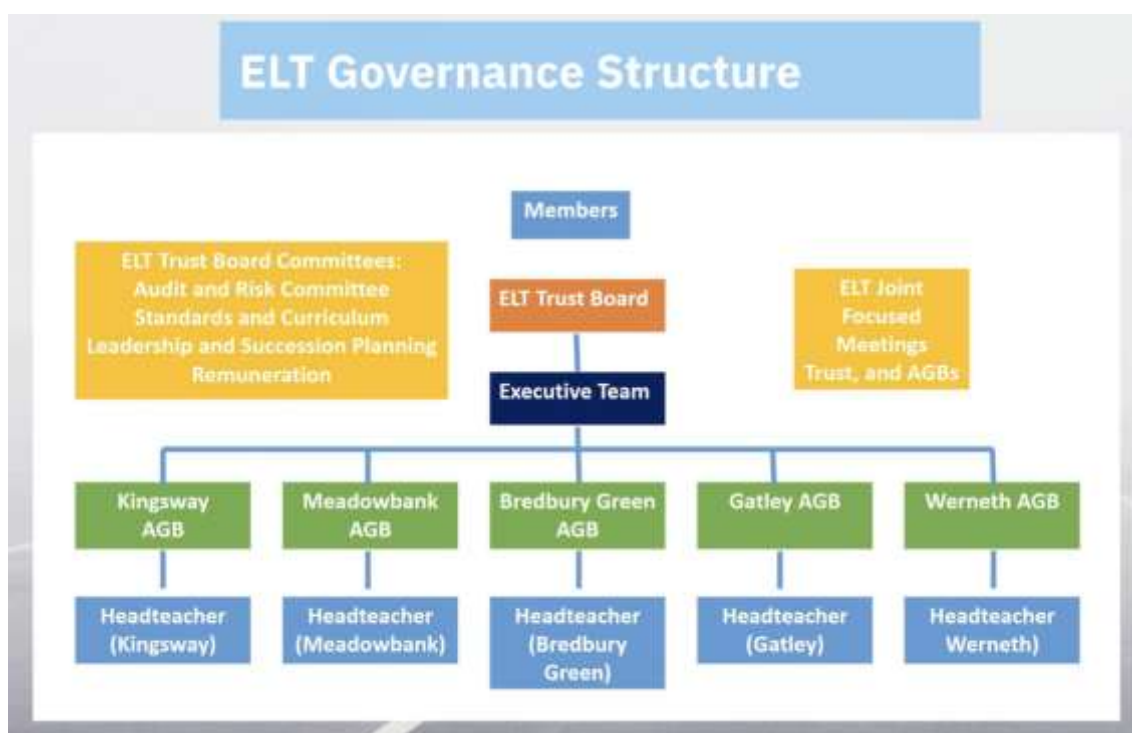 ELT Governance Structure
Members
ELT Trust Board Committees:
Audit and Risk Committee
Standards and Curriculum
Leadership and Succession Planning
Remuneration
ELT Trust Board
ELT Joint
Focused
Meetings
Trust, and AGBs
Executive Team
Kingsway
AGB
Meadowbank
AGB
Bredbury Green
AGB
Gatley AGB
Werneth AGB
Headteacher
(Kingsway)
Headteacher
(Meadowbank)
Headteacher
(Bredbury
Green)
Headteacher
(Gatley)
Headteacher
Werneth)